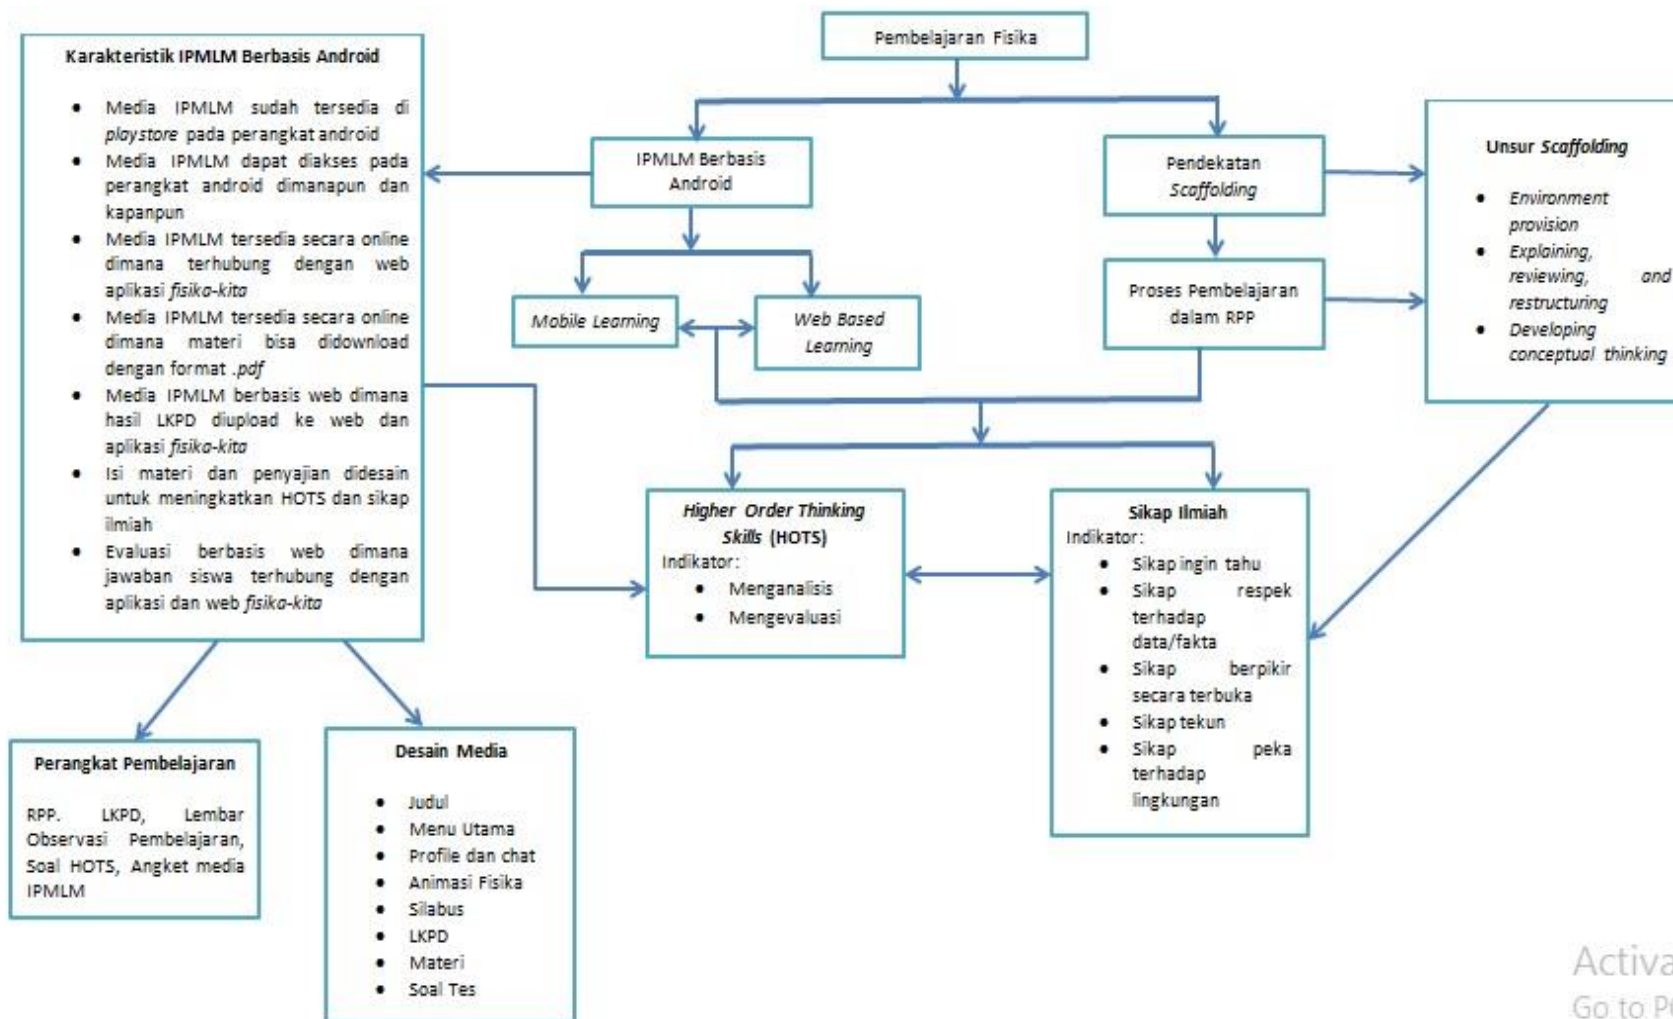 Pembelajaran Fisika
Karakteristik IPMLM Berbasis Android
• Media IPMLM sudah tersedia di
playstore pada perangkat android
• Media IPMLM dapat diakses pada
perangkat android dimanapun dan
kapanpun
• Media IPMLM tersedia secara online
dimana terhubung dengan web
aplikasi fisika-kita
• Media IPMLM tersedia secara online
dimana materi bisa didownload
dengan format .pdf
• Media IPMLM berbasis web dimana
hasil LKPD diupload ke web dan
aplikasi fisika-kita
• Isi materi dan penyajian didesain
untuk meningkatkan HOTS dan sikap
ilmiah
• Evaluasi berbasis web dimana
jawaban siswa terhubung dengan
aplikasi dan web fisika-kita
IPMLM Berbasis
Android
Pendekatan
Scaffolding
Unsur Scaffolding
• Environment
provision
• Explaining,
reviewing, and
restructuring
• Developing
conceptual thinking
Mobile Learning
Web Based
Learning
Proses Pembelajaran
dalam RPP
Higher Order Thinking
Skills (HOTS)
Indikator:
• Menganalisis
• Mengevaluasi
Sikap Ilmiah
Indikator:
• Sikap ingin tahu
• Sikap respek
terhadap
data/fakta
• Sikap berpikir
secara terbuka
• Sikap tekun
• Sikap peka
terhadap
lingkungan
Perangkat Pembelajaran
RPP. LKPD, Lembar
Observasi Pembelajaran,
Soal HOTS, Angket media
IPMLM
Desain Media
• Judul
• Menu Utama
• Profile dan chat
• Animasi Fisika
• Silabus
• LKPD
• Materi
• Soal Tes
Activa
Go to P